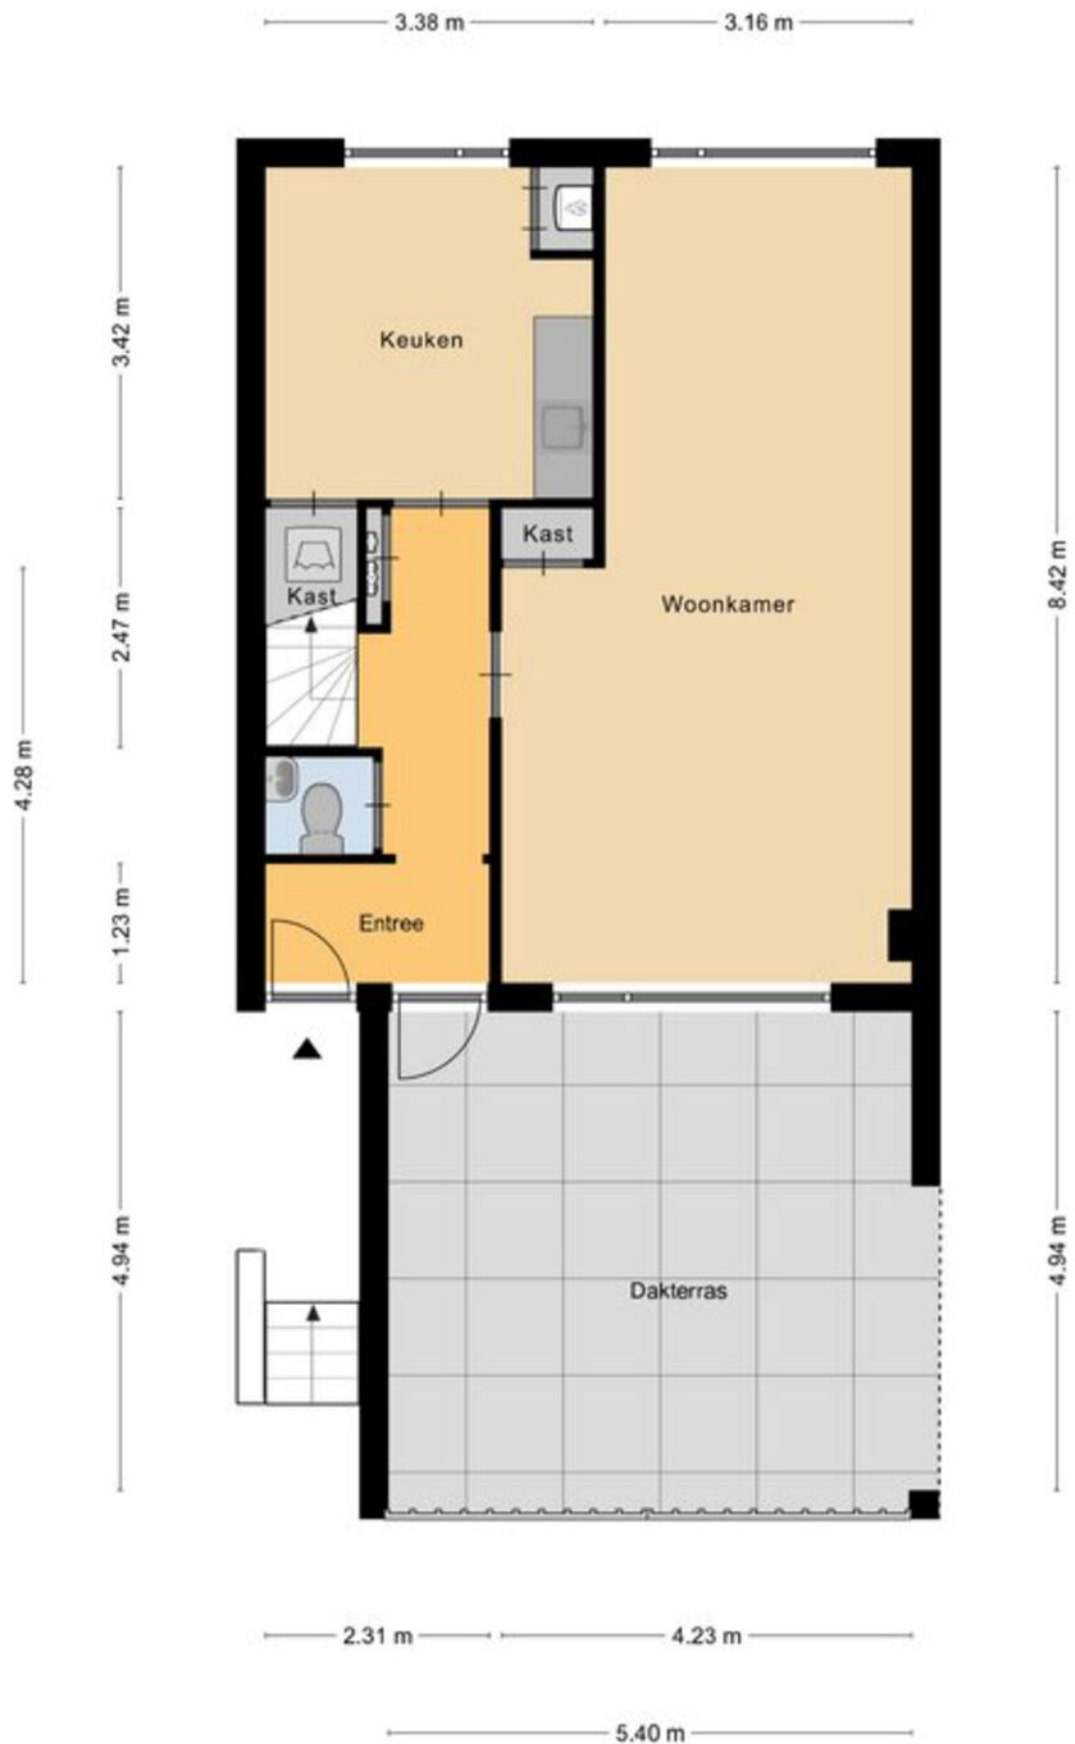 3.38 m
3.16 m
3.42 m
Keuken
Kast
8.42 m
Kast
Woonkamer
2.47 m
4.28 m
1.23 m
Entree
4.94 m
4.94 m
Dakterras
2.31 m
4.23 m
5.40 m